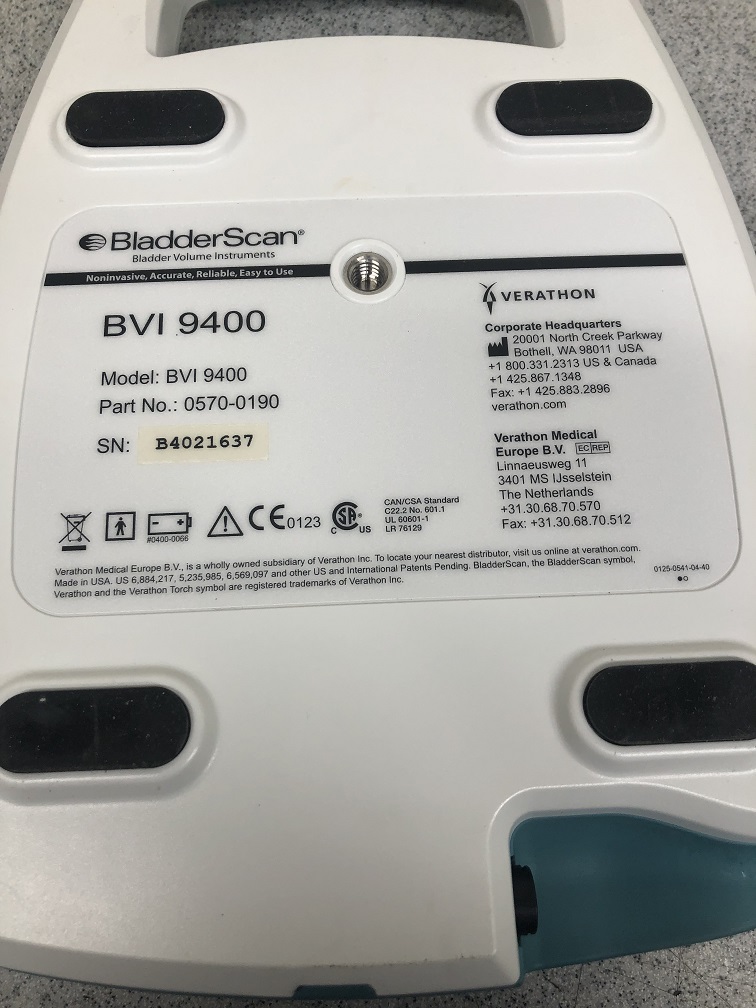 BladderScan®
Bladder Volume Instruments
Noninvasive, Accurate, Reliable, Easy to Use
BVI 9400
Model: BVI 9400
Part No.: 0570-0190
SN: B4021637
VERATHON
Corporate Headquarters
20001 North Creek Parkway
Bothell, WA 98011 USA
+1 800.331.2313 US & Canada
+1 425.867.1348
Fax: +1 425.883.2896
verathon.com
Verathon Medical
Europe B.V. EC REP
Linnaeusweg 11
3401 MS IJsselstein
The Netherlands
+31.30.68.70.570
Fax: +31.30.68.70.512
#0400-0066
CE 0123
C SA® US
CAN/CSA Standard
C22.2 No. 601.1
UL 60601-1
LR 76129
Verathon Medical Europe B.V., is a wholly owned subsidiary of Verathon Inc. To locate your nearest distributor, visit us online at verathon.com.
Made in USA. US 6,884,217, 5,235,985, 6,569,097 and other US and International Patents Pending. BladderScan, the BladderScan symbol,
Verathon and the Verathon Torch symbol are registered trademarks of Verathon Inc.
0125-0541-04-40